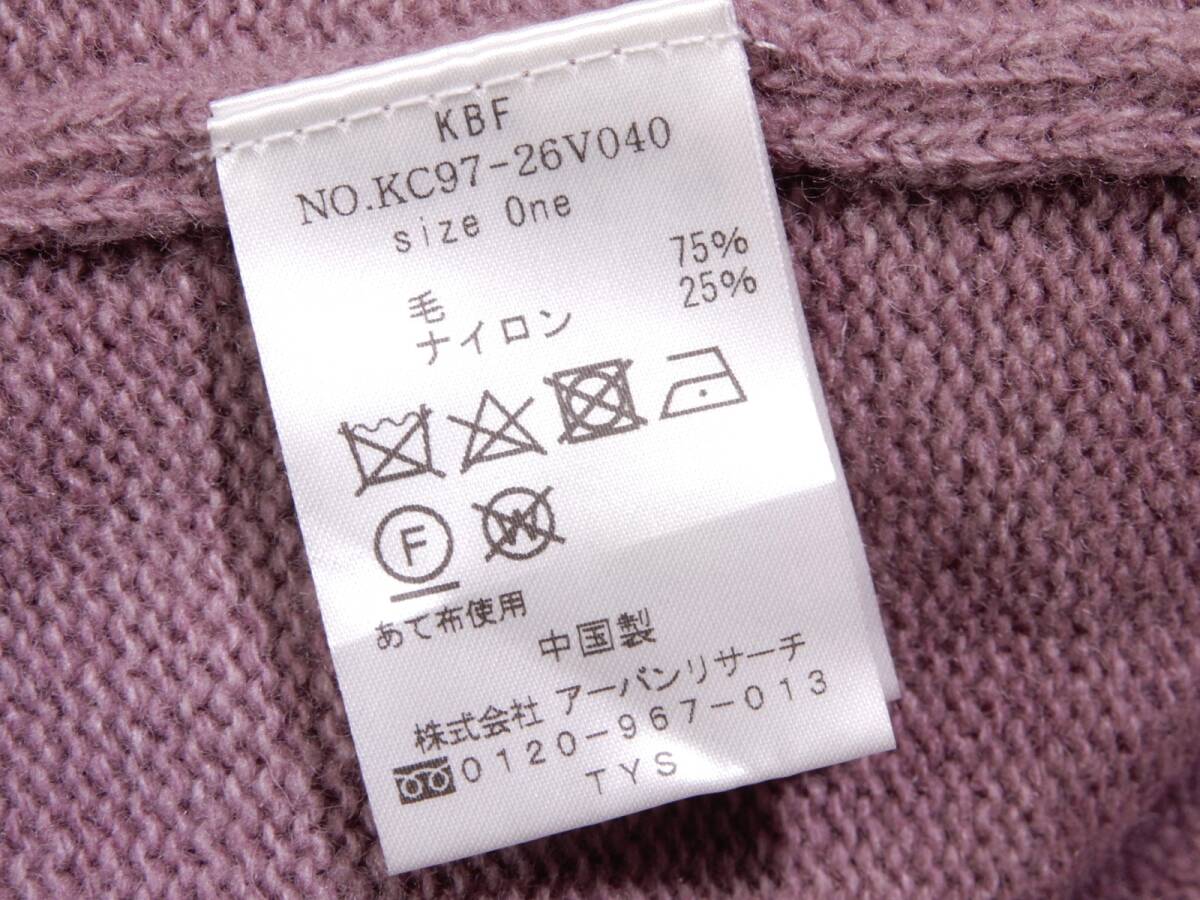 KBF
NO.KC97-26V040
size One
毛 75%
ナイロン 25%
F W
あて布使用
中国製
株式会社 アーバンリサーチ
0120-967-013
TYS